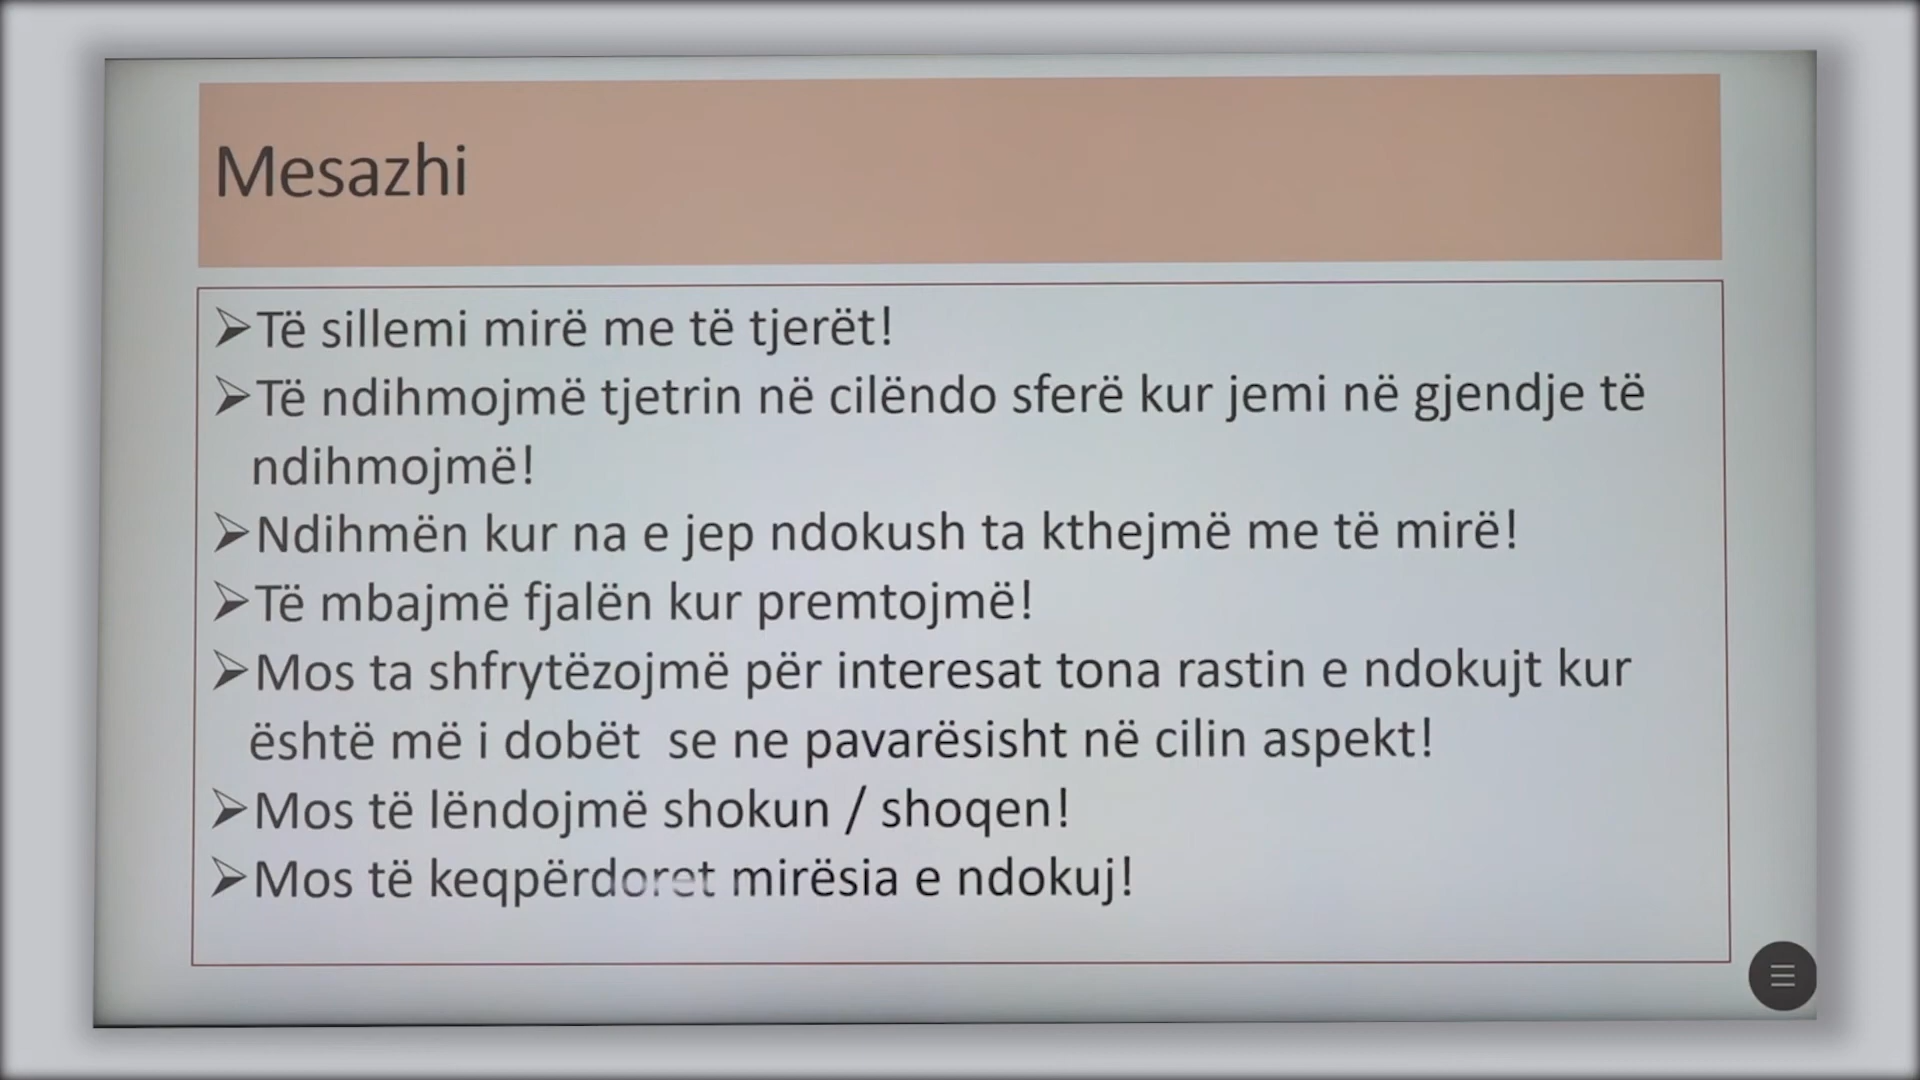 Mesazhi
➢Të sillemi mirë me të tjerët!
➢Të ndihmojmë tjetrin në cilëndo sferë kur jemi në gjendje të
ndihmojmë!
➢Ndihmën kur na e jep ndokush ta kthejmë me të mirë!
➢Të mbajmë fjalën kur premtojmë!
➢Mos ta shfrytëzojmë për interesat tona rastin e ndokujt kur
është më i dobët  se ne pavarësisht në cilin aspekt!
➢Mos të lëndojmë shokun / shoqen!
➢Mos të keqpërdoret mirësia e ndokuj!